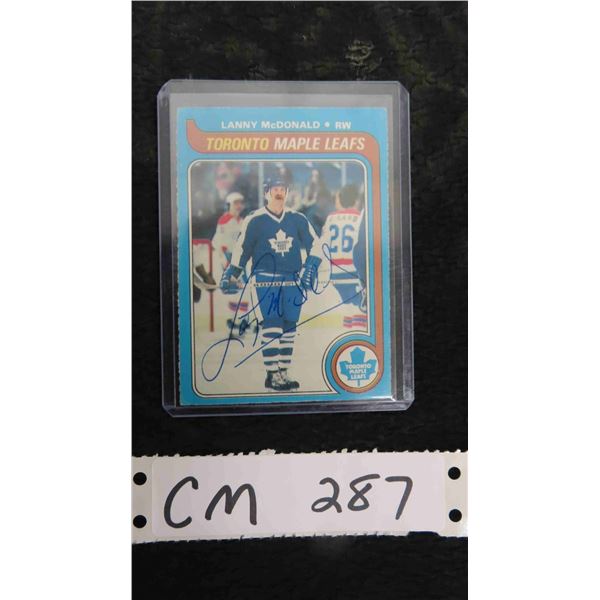 LANNY McDONALD • RW
TORONTO MAPLE LEAFS
26
TORONTO
MAPLE
LEAFS
CM 287